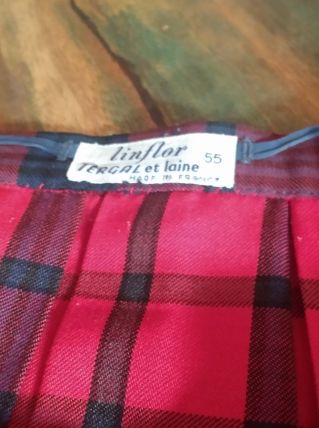 linflor 55
TERGAL et laine
MADE IN FRANCE